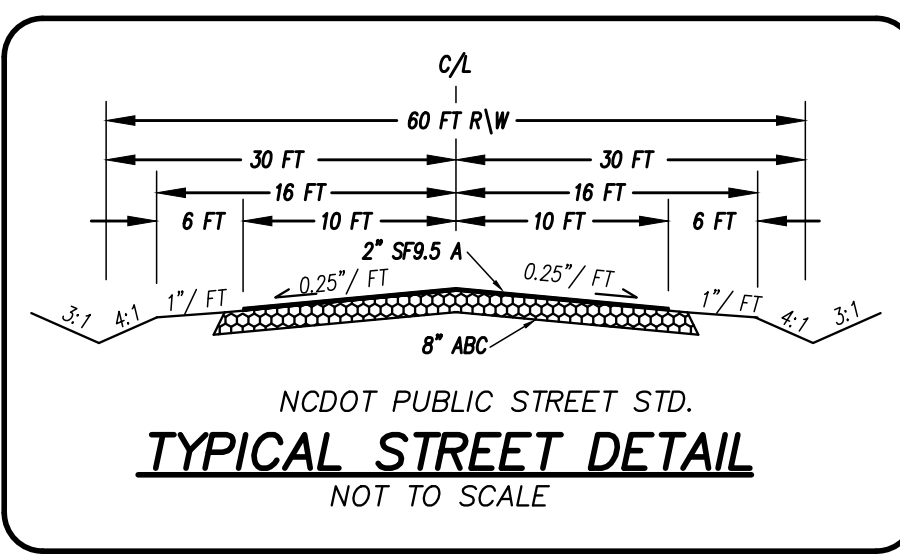 C/L
60 FT R\W
30 FT 30 FT
16 FT 16 FT
6 FT 10 FT 10 FT 6 FT
2" SF9.5 A
0.25"/ FT 0.25"/ FT
3:1 4:1 1"/ FT 1"/ FT 4:1 3:1
8" ABC
NCDOT PUBLIC STREET STD.
TYPICAL STREET DETAIL
NOT TO SCALE